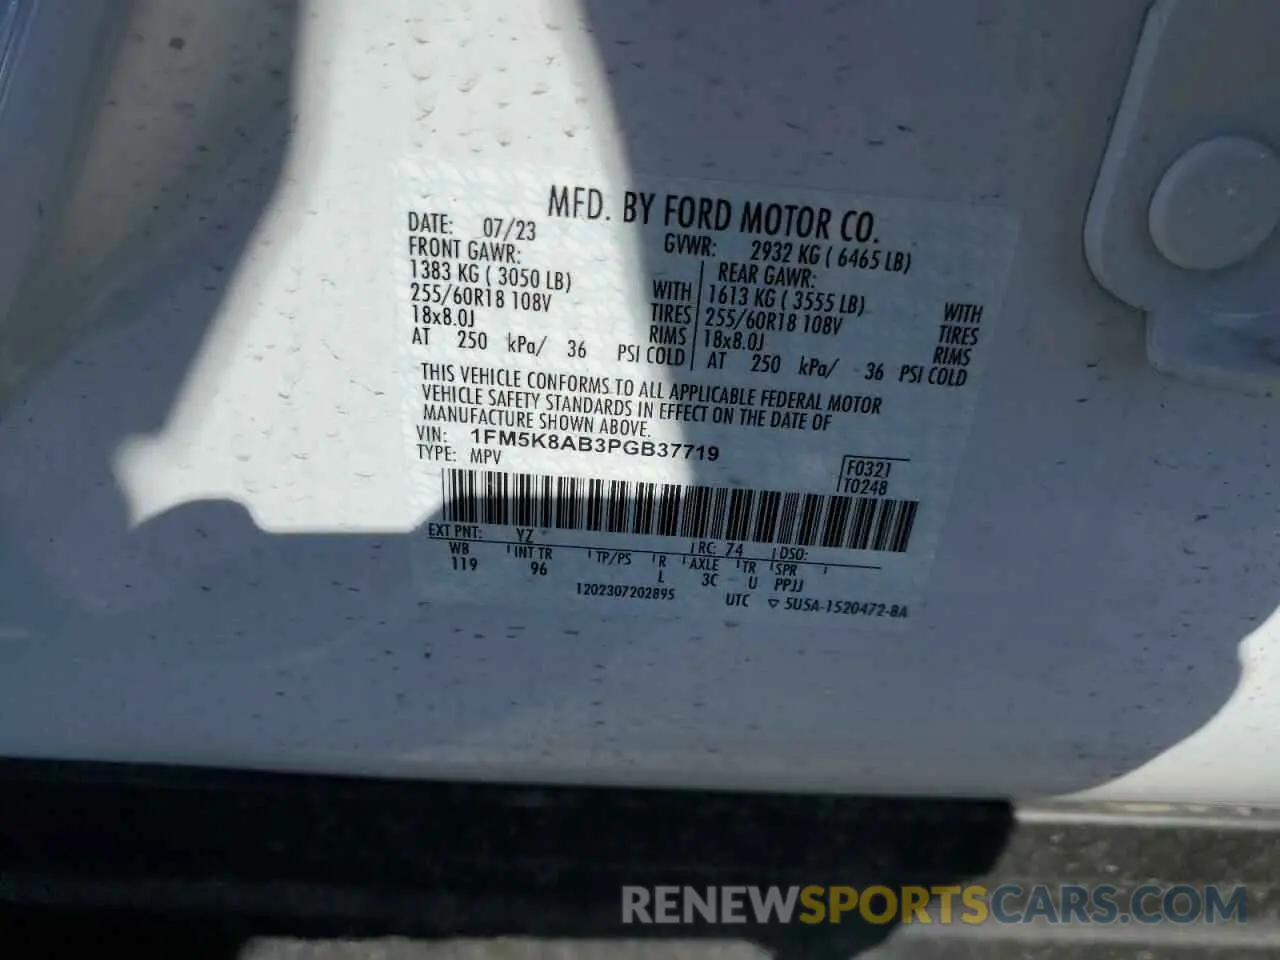 MFD. BY FORD MOTOR CO.
DATE: 07/23 GVWR: 2932 KG ( 6465 LB)
FRONT GAWR: REAR GAWR:
1383 KG ( 3050 LB) WITH 1613 KG ( 3555 LB) WITH
255/60R18 108V TIRES 255/60R18 108V TIRES
18x8.0J RIMS 18x8.0J RIMS
AT 250 kPa/ 36 PSI COLD AT 250 kPa/ 36 PSI COLD
THIS VEHICLE CONFORMS TO ALL APPLICABLE FEDERAL MOTOR
VEHICLE SAFETY STANDARDS IN EFFECT ON THE DATE OF
MANUFACTURE SHOWN ABOVE.
VIN: 1FM5K8AB3PGB37719
TYPE: MPV
F0321
T0248
EXT PNT: YZ RC: 74 DSO:
WB INT TR TP/PS R AXLE TR SPR
119 96 L 3C U PPJJ
1202307202895 UTC ▽ 5U5A-1520472-BA
RENEWSPORTSCARS.COM